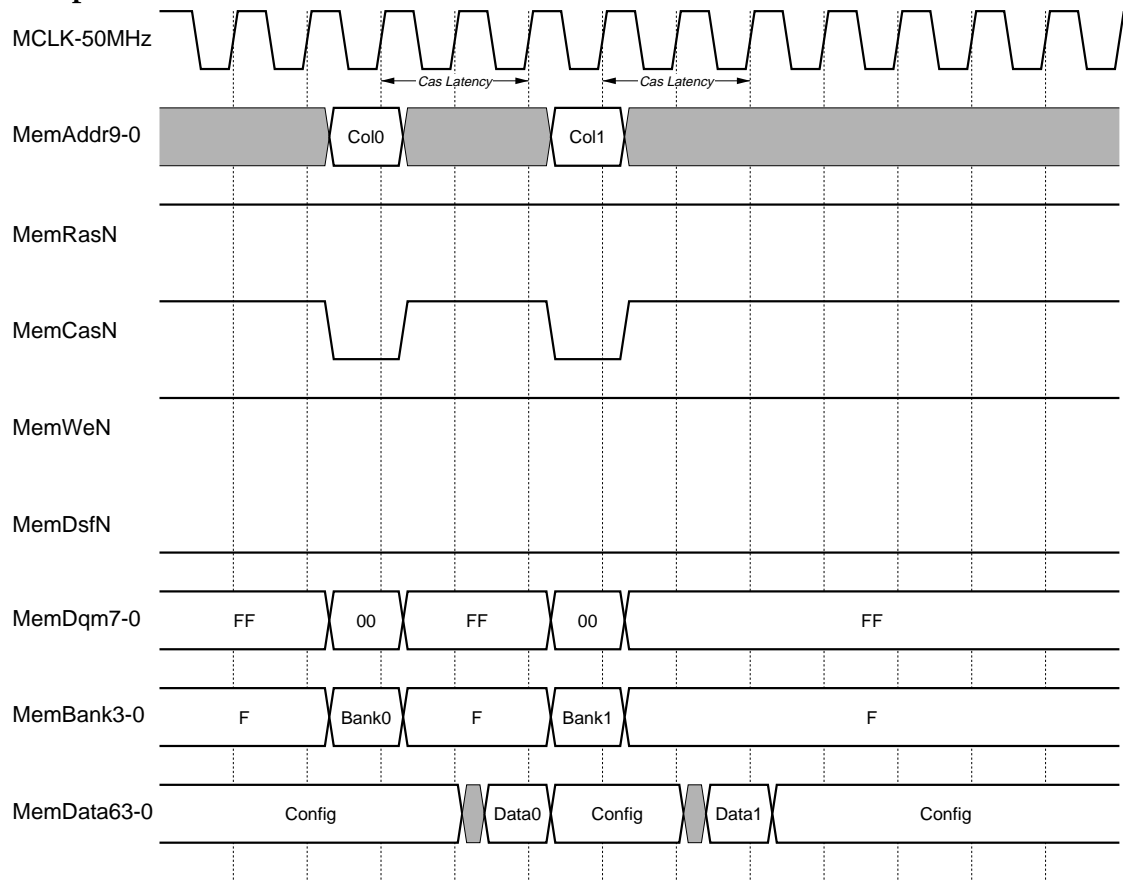 MCLK-50MHz
Cas Latency Cas Latency
MemAddr9-0 Col0 Col1
MemRasN
MemCasN
MemWeN
MemDsfN
MemDqm7-0 FF 00 FF 00 FF
MemBank3-0 F Bank0 F Bank1 F
MemData63-0 Config Data0 Config Data1 Config